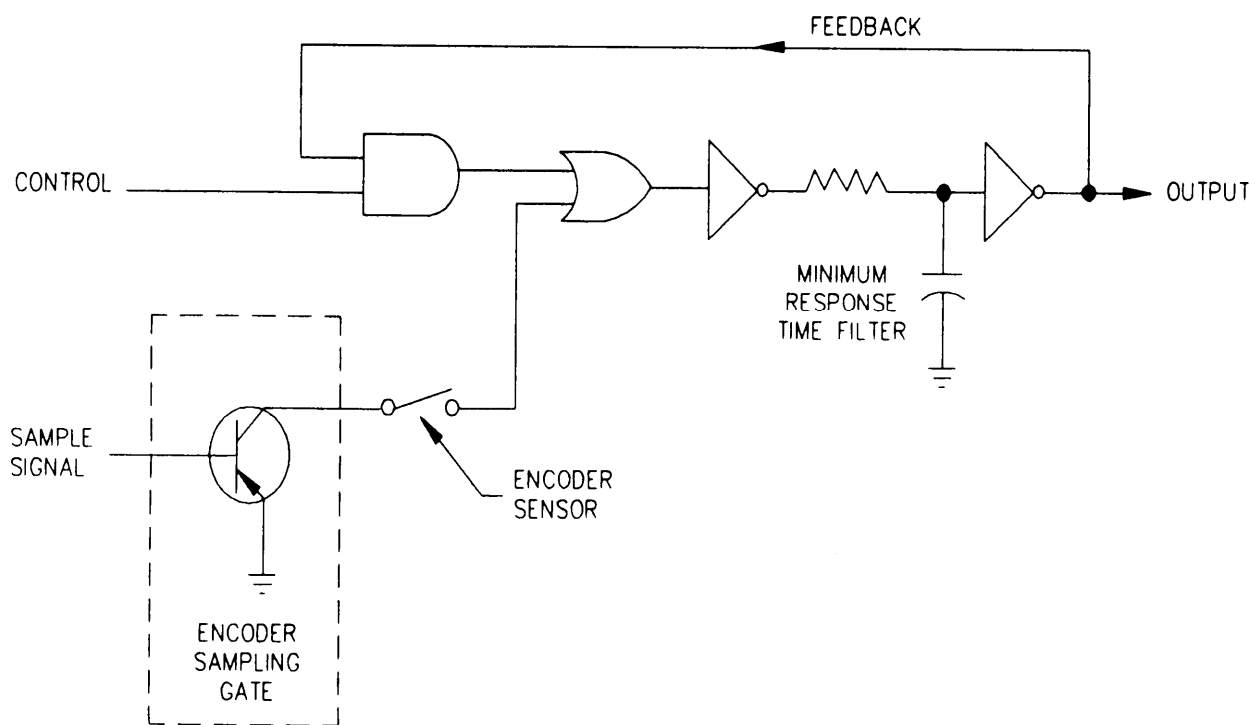 FEEDBACK
CONTROL
OUTPUT
MINIMUM
RESPONSE
TIME FILTER
SAMPLE
SIGNAL
ENCODER
SENSOR
ENCODER
SAMPLING
GATE